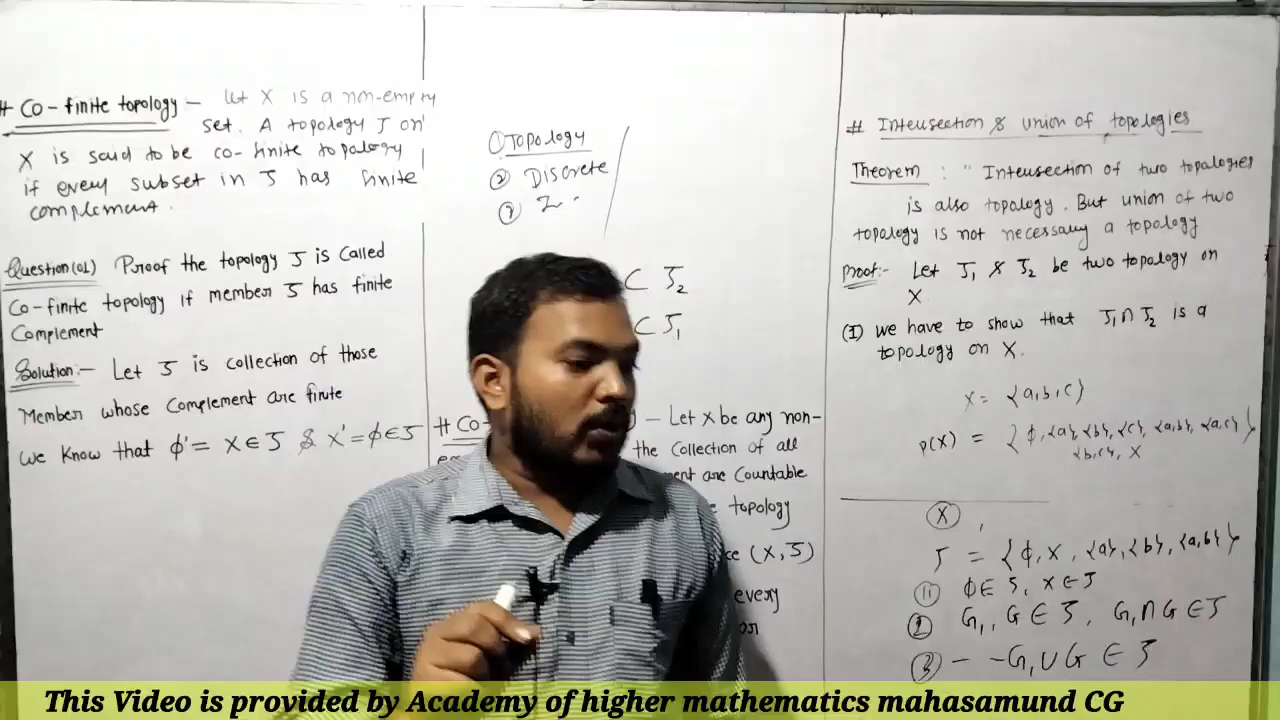 # Co-finite topology – Let X is a non-empty
set. A topology J on
X is said to be co-finite topology
if every subset in J has finite
complement.
Question(01) Proof the topology J is Called
Co-finite topology if member J has finite
Complement
Solution:- Let J is collection of those
Member whose Complement are finite
we Know that ϕ' = X ∈ J & X' = ϕ ∈ J
① Topology
② Discrete
③ I
⊂ J₂
⊂ J₁
# Co- – Let X be any non-
the Collection of all
are Countable
topology
(X, J)
every
or
# Intersection & union of topologies
Theorem : " Intersection of two topologies
is also topology. But union of two
topology is not necessary a topology
Proof:- Let J₁ & J₂ be two topology on
X
(I) we have to show that J₁ ∩ J₂ is a
topology on X.
X = {a,b,c}
P(X) = {ϕ, {a}, {b}, {c}, {a,b}, {a,c}
{b,c}, X }
Ⓧ ,
J = {ϕ, X, {a}, {b}, {a,b}}
① ϕ ∈ J, X ∈ J
② G₁, G ∈ J, G₁ ∩ G ∈ J
③ – – G₁ ∪ G ∈ J
This Video is provided by Academy of higher mathematics mahasamund CG